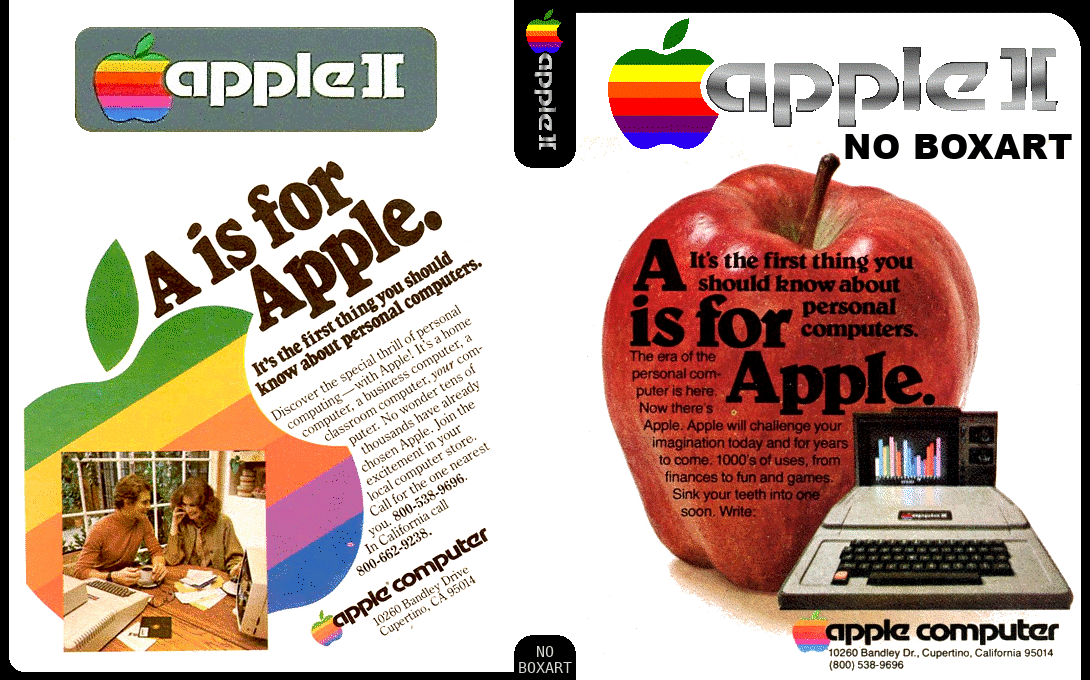 apple ][
A is for
Apple.
It's the first thing you should
know about personal computers.
Discover the special thrill of personal
computing—with Apple! It's a home
computer, a business computer, a
classroom computer, your com-
puter. No wonder tens of
thousands have already
chosen Apple. Join the
excitement in your
local computer store.
Call for the one nearest
you. 800-538-9696.
In California call
800-662-9238.
apple computer
10260 Bandley Drive
Cupertino, CA 95014
apple ][
NO
BOXART
apple ][
NO BOXART
A
It's the first thing you
should know about
is for
personal
computers.
The era of the
personal com-
puter is here.
Now there's
Apple.
Apple. Apple will challenge your
imagination today and for years
to come. 1000's of uses, from
finances to fun and games.
Sink your teeth into one
soon. Write:
apple computer
10260 Bandley Dr., Cupertino, California 95014
(800) 538-9696